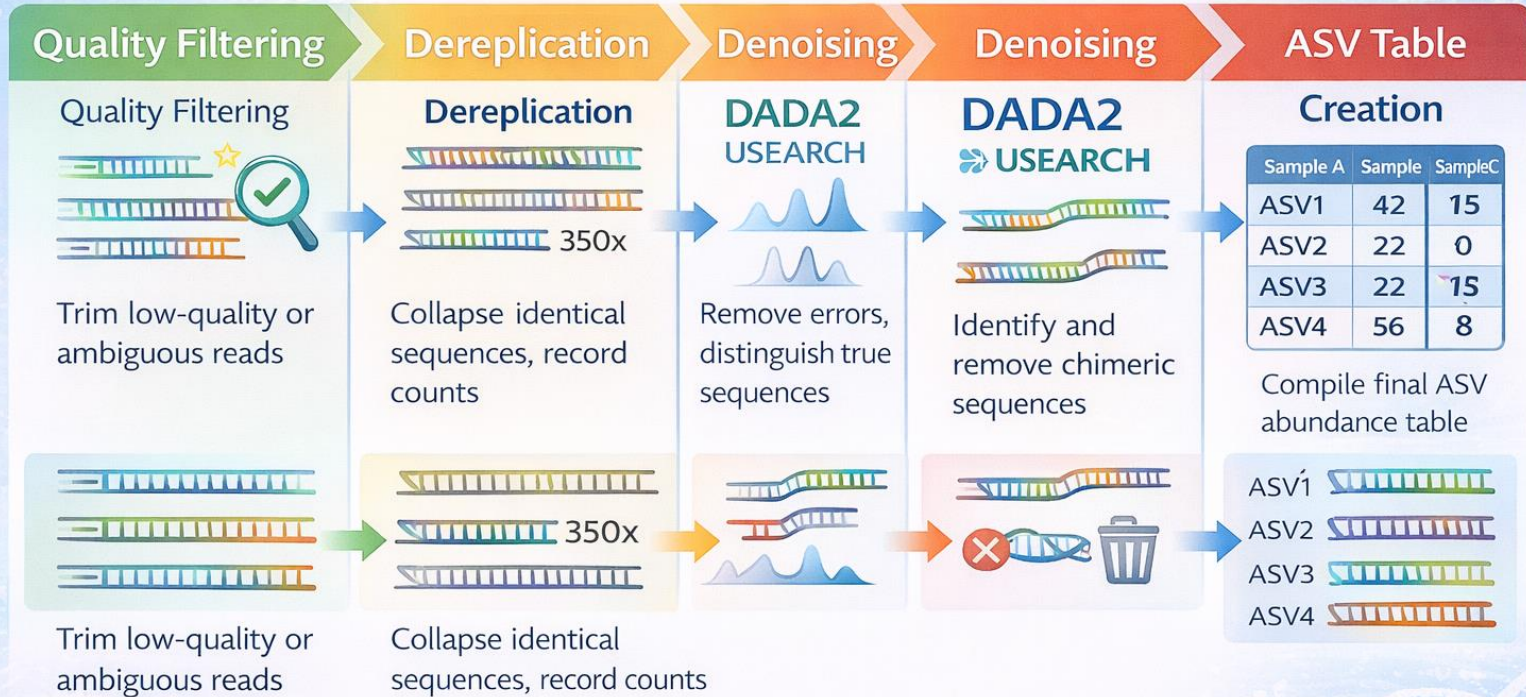 Quality Filtering
Dereplication
Denoising
Denoising
ASV Table
Quality Filtering
Trim low-quality or
ambiguous reads
Dereplication
350x
Collapse identical
sequences, record
counts
DADA2
USEARCH
Remove errors,
distinguish true
sequences
DADA2
USEARCH
Identify and
remove chimeric
sequences
Creation
Sample A Sample SampleC
ASV1 42 15
ASV2 22 0
ASV3 22 15
ASV4 56 8
Compile final ASV
abundance table
350x
ASV1
ASV2
ASV3
ASV4
Trim low-quality or
ambiguous reads
Collapse identical
sequences, record counts